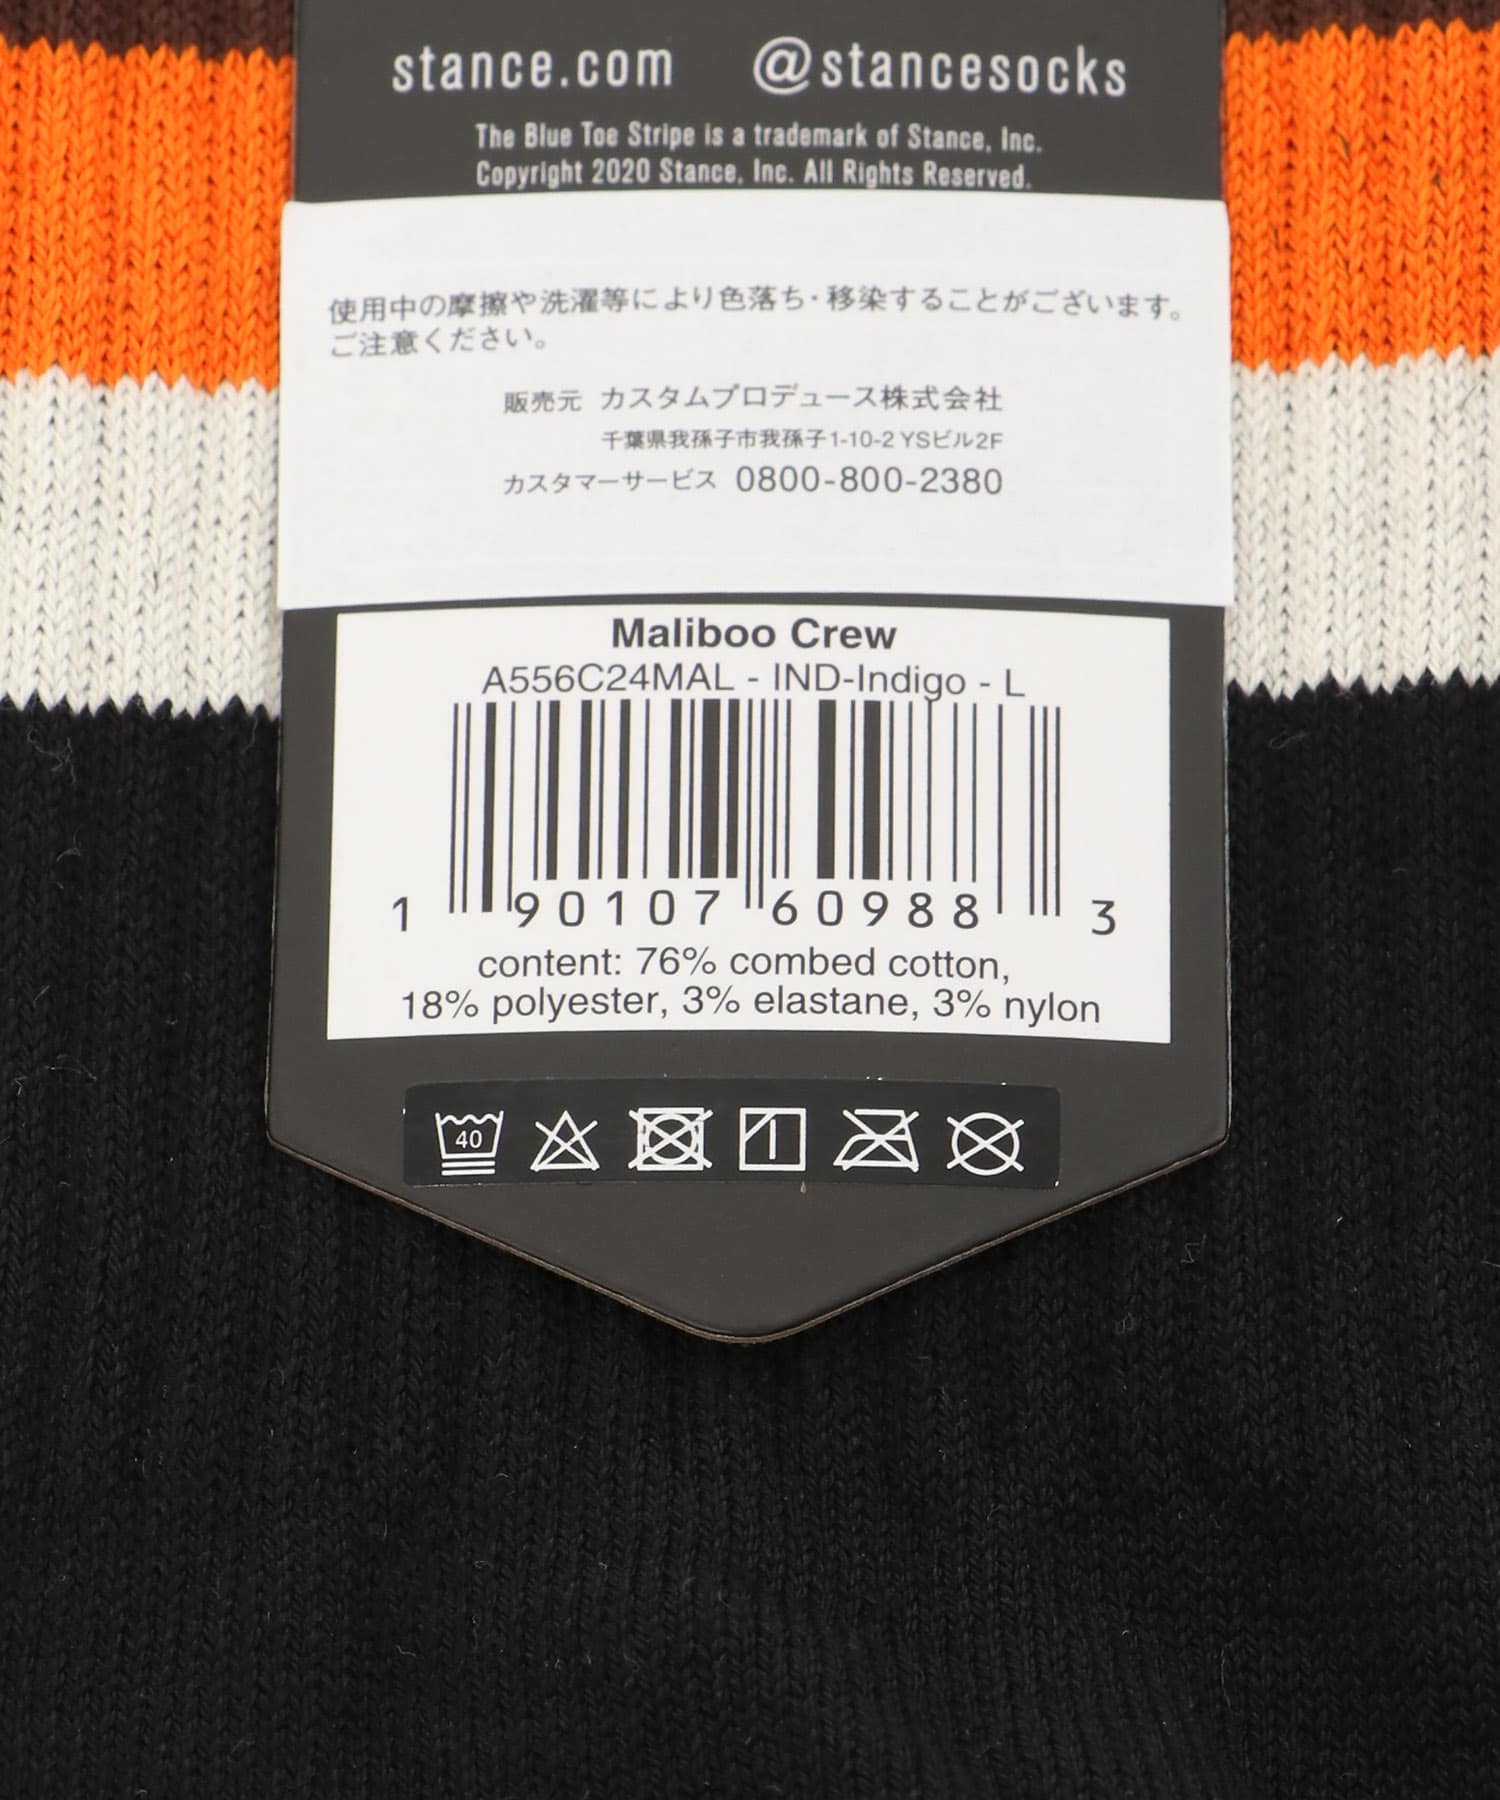 stance.com @stancesocks
The Blue Toe Stripe is a trademark of Stance, Inc.
Copyright 2020 Stance, Inc. All Rights Reserved.
使用中の摩擦や洗濯等により色落ち・移染することがございます。
ご注意ください。
販売元 カスタムプロデュース株式会社
千葉県我孫子市我孫子1-10-2 YSビル2F
カスタマーサービス 0800-800-2380
Maliboo Crew
A556C24MAL - IND-Indigo - L
1 90107 60988 3
content: 76% combed cotton,
18% polyester, 3% elastane, 3% nylon
40